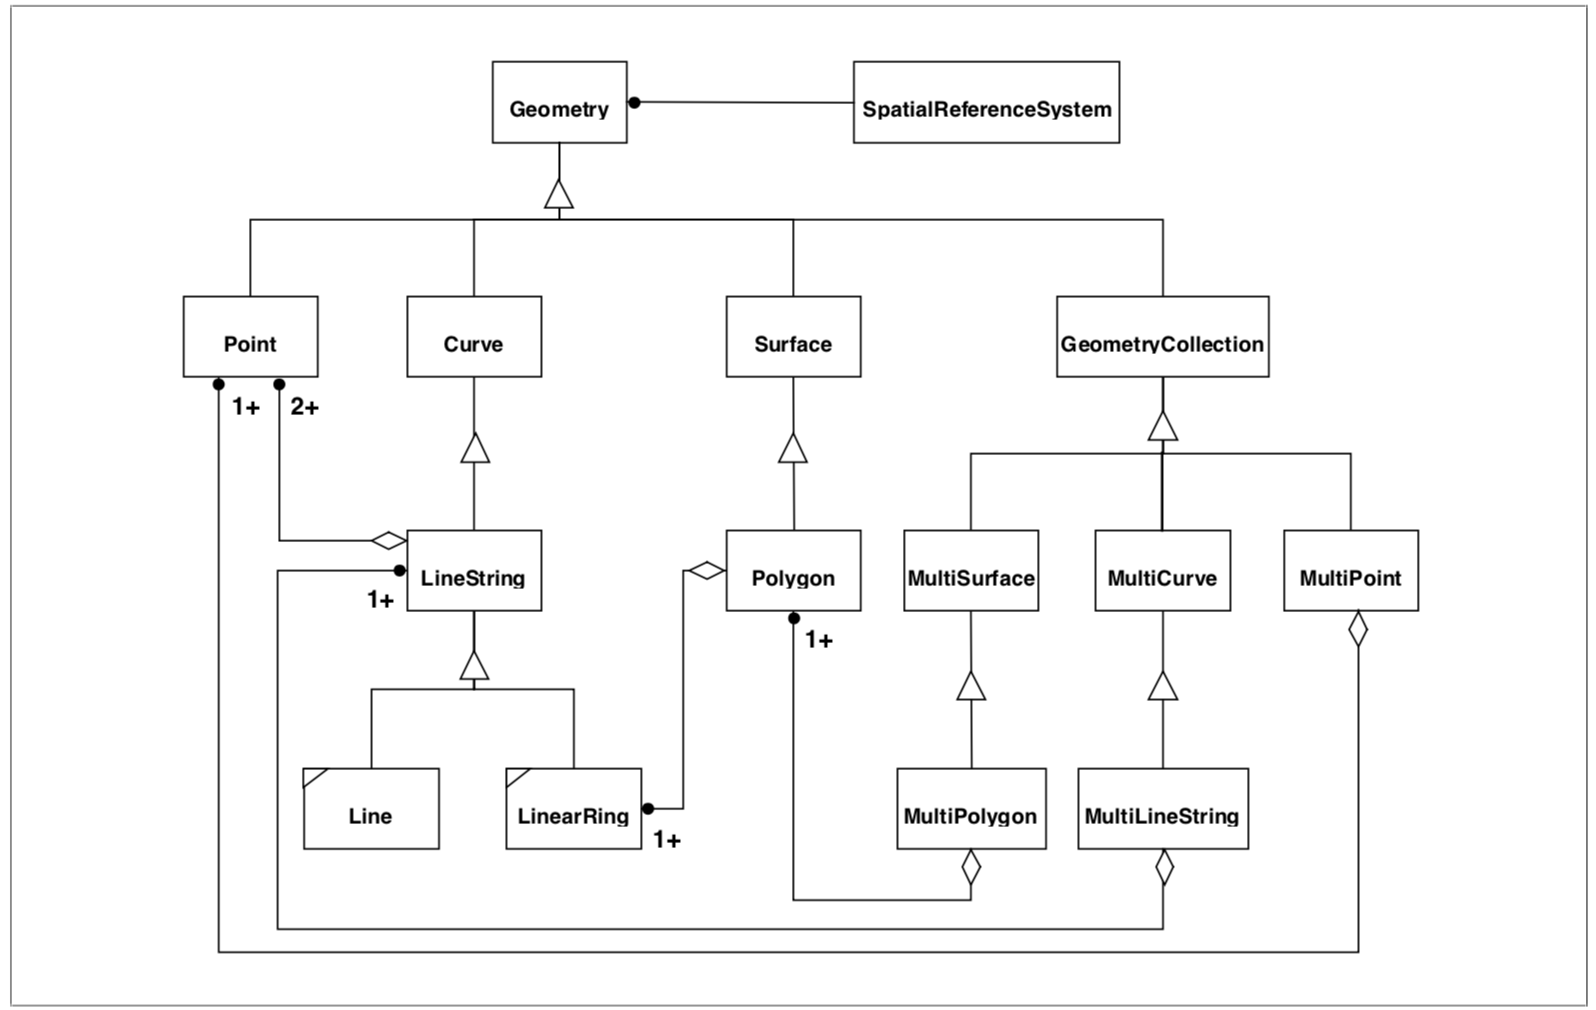 Geometry
SpatialReferenceSystem
Point
Curve
Surface
GeometryCollection
1+
2+
LineString
Polygon
MultiSurface
MultiCurve
MultiPoint
1+
1+
Line
LinearRing
MultiPolygon
MultiLineString
1+